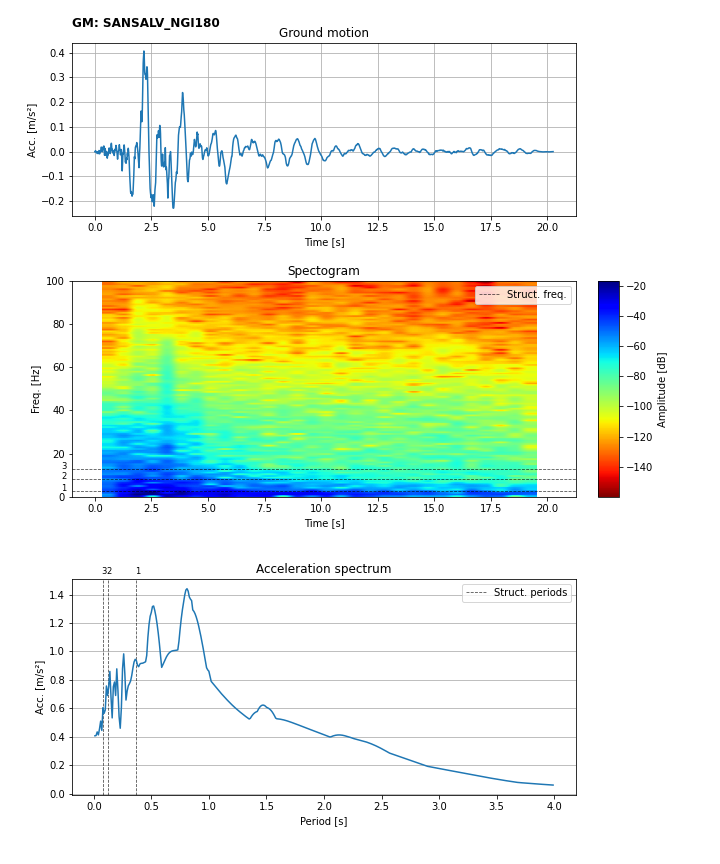 GM: SANSALV_NGI180
Ground motion
0.4
0.3
0.2
0.1
0.0
−0.1
−0.2
Acc. [m/s²]
0.0 2.5 5.0 7.5 10.0 12.5 15.0 17.5 20.0
Time [s]
Spectogram
100
80
60
40
20
3
2
1
0
Freq. [Hz]
Struct. freq.
0.0 2.5 5.0 7.5 10.0 12.5 15.0 17.5 20.0
Time [s]
−20
−40
−60
−80
−100
−120
−140
Amplitude [dB]
Acceleration spectrum
3 2 1
Struct. periods
1.4
1.2
1.0
0.8
0.6
0.4
0.2
0.0
Acc. [m/s²]
0.0 0.5 1.0 1.5 2.0 2.5 3.0 3.5 4.0
Period [s]